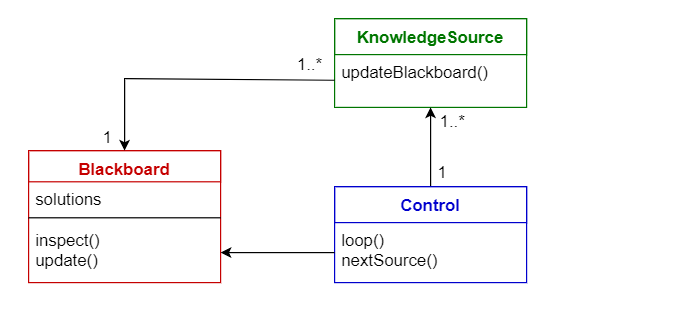 KnowledgeSource
updateBlackboard()
1..*
1..*
1
1
Blackboard
solutions
inspect()
update()
Control
loop()
nextSource()